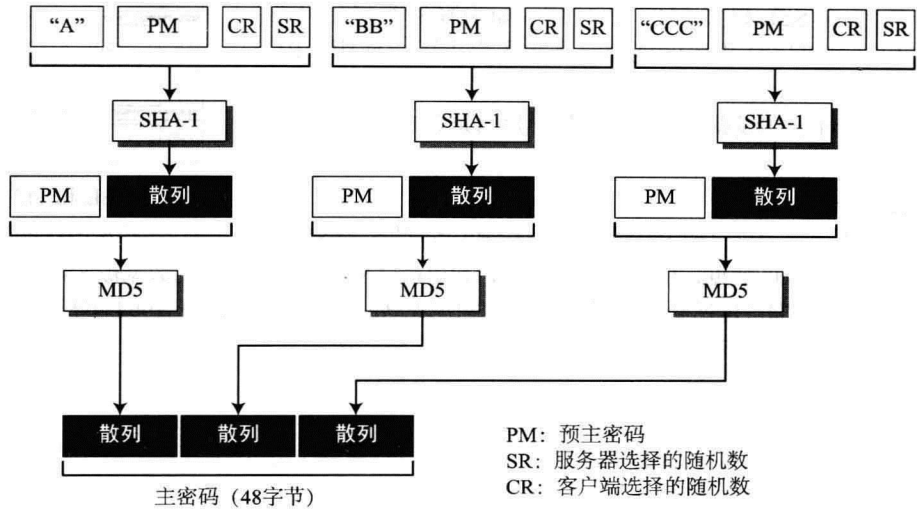 “A” PM CR SR “BB” PM CR SR “CCC” PM CR SR
SHA-1 SHA-1 SHA-1
PM 散列 PM 散列 PM 散列
MD5 MD5 MD5
散列 散列 散列
PM: 预主密码
SR: 服务器选择的随机数
CR: 客户端选择的随机数
主密码（48字节）